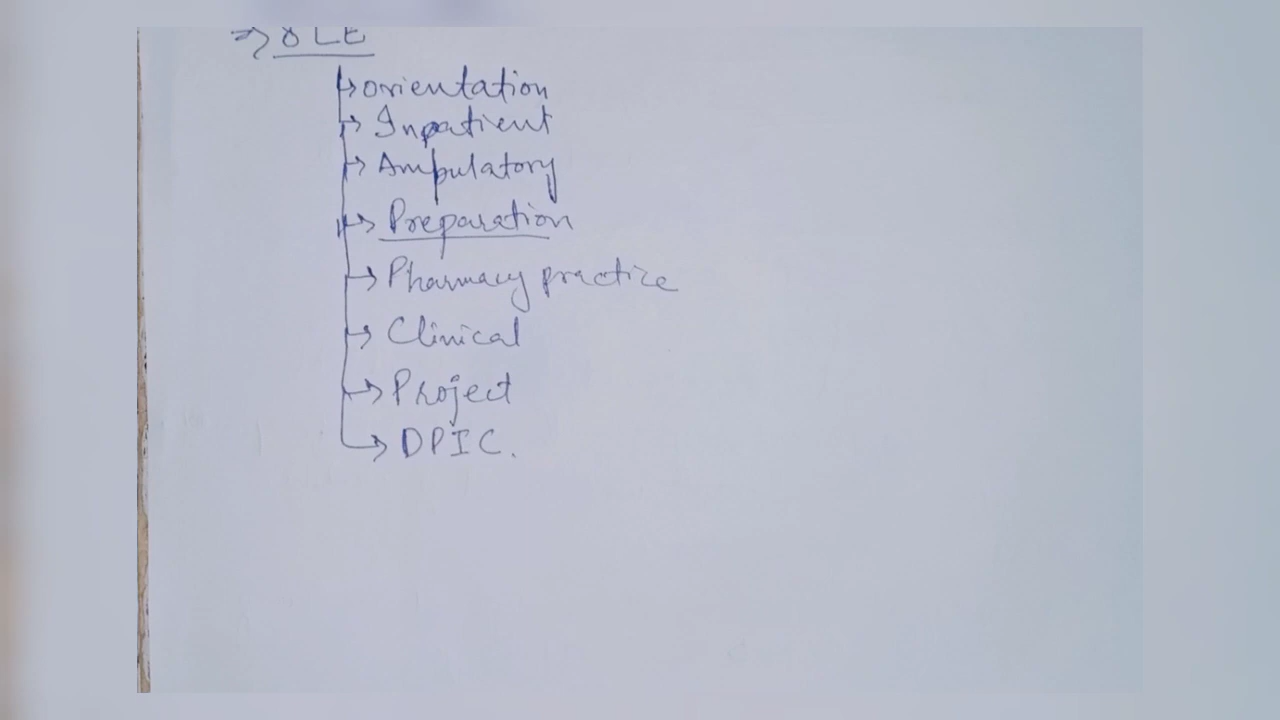 ⇒ OLE
→ Orientation
→ Inpatient
→ Ambulatory
→ Preparation
→ Pharmacy practice
→ Clinical
→ Project
→ DPIC.